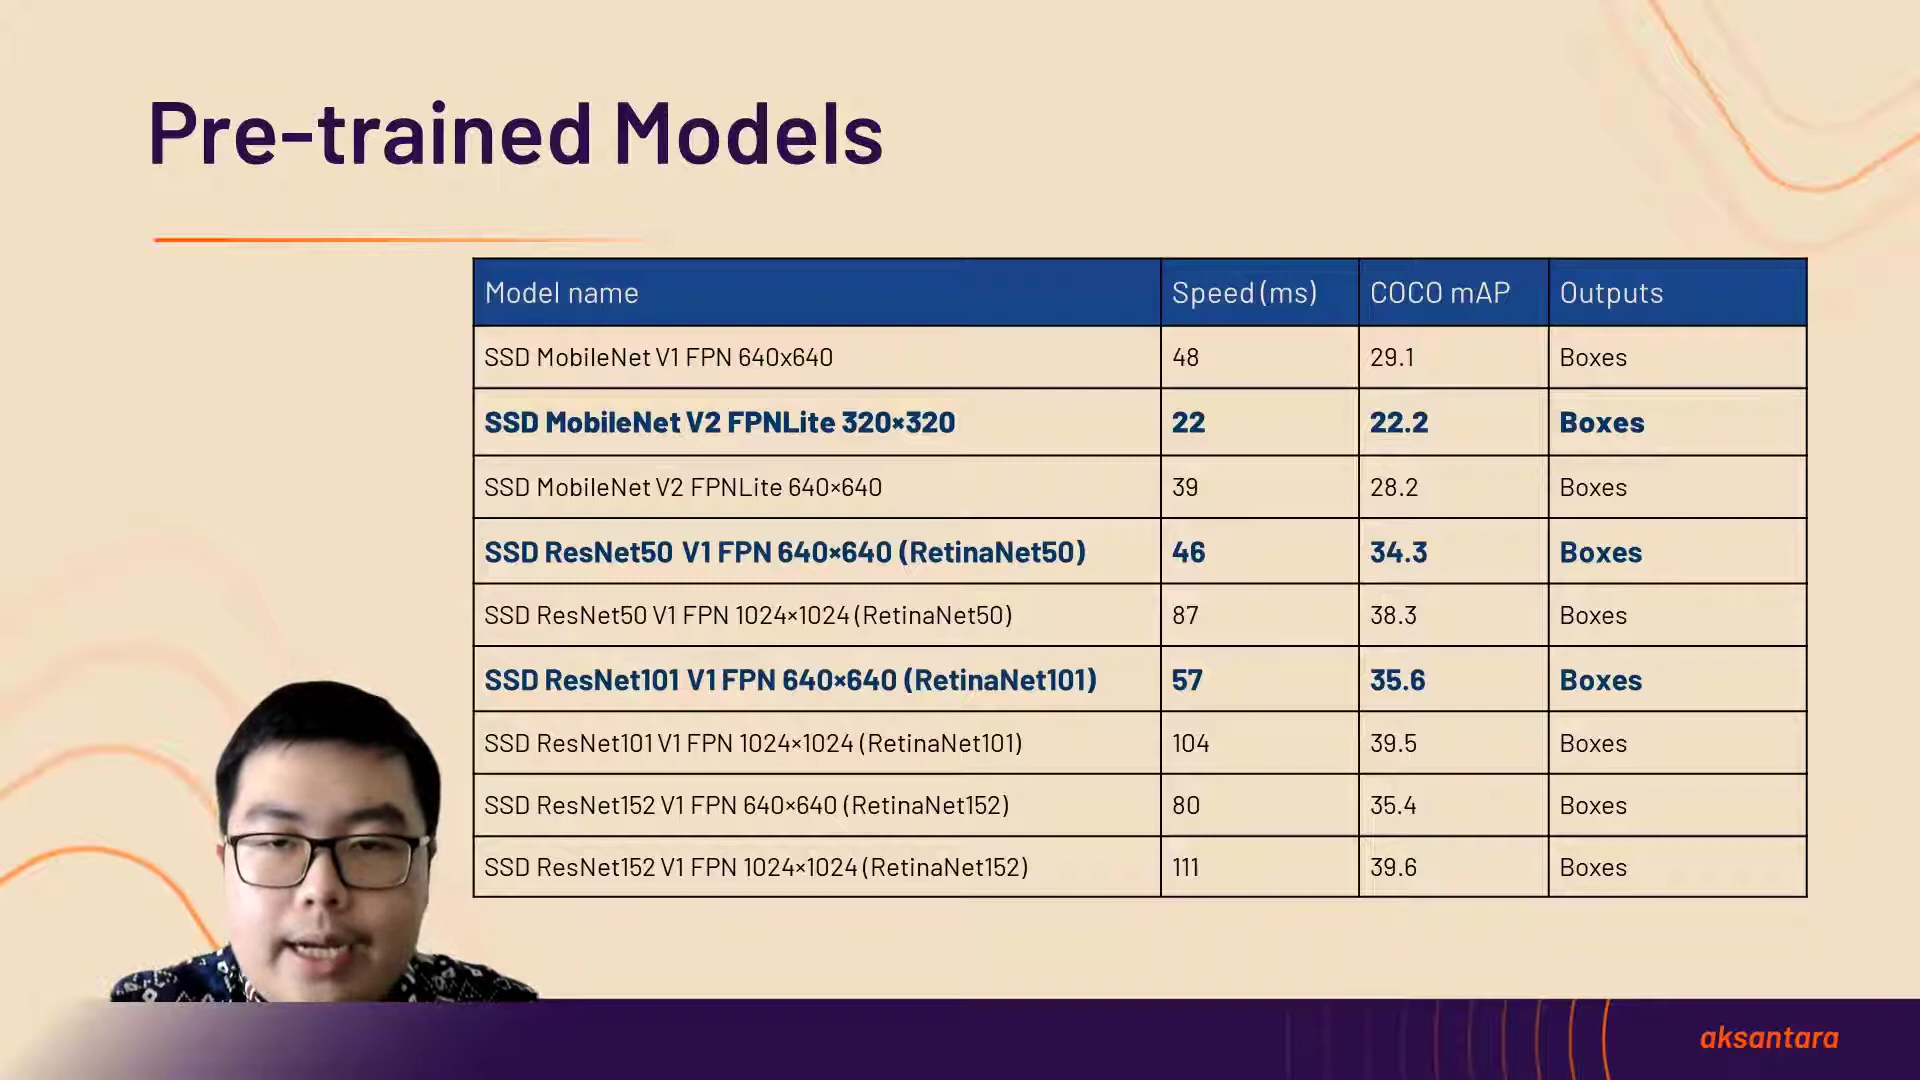 Pre-trained Models
Model name Speed (ms) COCO mAP Outputs
SSD MobileNet V1 FPN 640x640 48 29.1 Boxes
SSD MobileNet V2 FPNLite 320×320 22 22.2 Boxes
SSD MobileNet V2 FPNLite 640×640 39 28.2 Boxes
SSD ResNet50 V1 FPN 640×640 (RetinaNet50) 46 34.3 Boxes
SSD ResNet50 V1 FPN 1024×1024 (RetinaNet50) 87 38.3 Boxes
SSD ResNet101 V1 FPN 640×640 (RetinaNet101) 57 35.6 Boxes
SSD ResNet101 V1 FPN 1024×1024 (RetinaNet101) 104 39.5 Boxes
SSD ResNet152 V1 FPN 640×640 (RetinaNet152) 80 35.4 Boxes
SSD ResNet152 V1 FPN 1024×1024 (RetinaNet152) 111 39.6 Boxes
aksantara